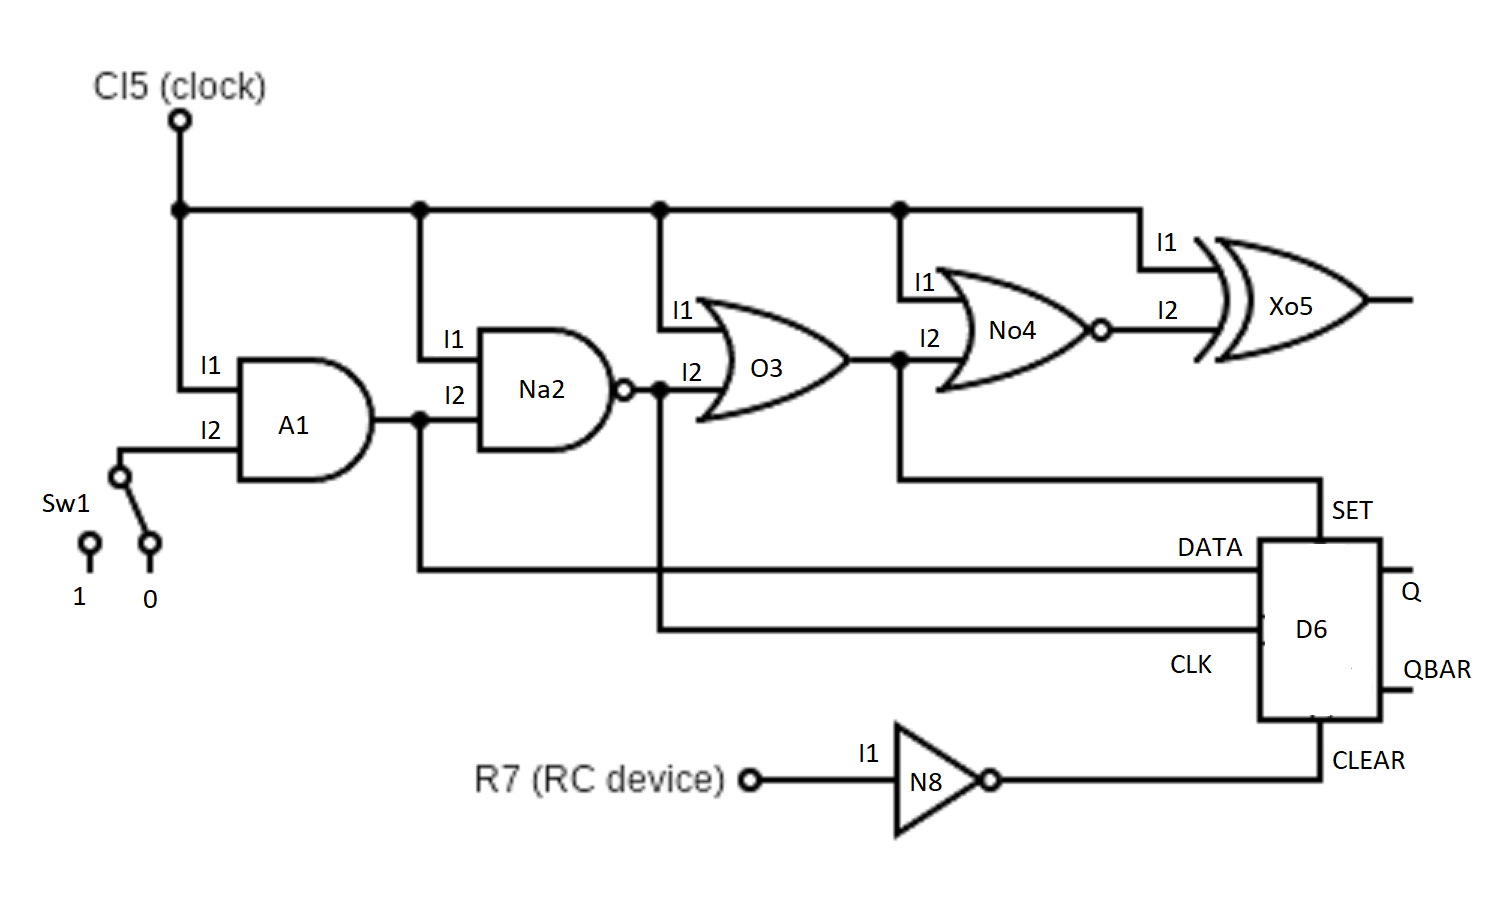 CI5 (clock)
I1
I2
A1
Sw1
1
0
I1
I2
Na2
I1
I2
O3
I1
I2
No4
I1
I2
Xo5
SET
DATA
Q
D6
CLK
QBAR
CLEAR
R7 (RC device)
I1
N8